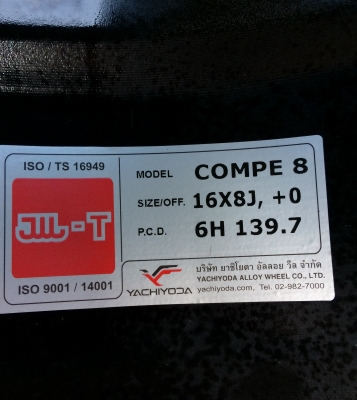 ISO / TS 16949
JWL-T
ISO 9001 / 14001
MODEL COMPE 8
SIZE/OFF. 16X8J, +0
P.C.D. 6H 139.7
YACHIYODA
บริษัท ยาชิโยดา อัลลอย วีล จำกัด
YACHIYODA ALLOY WHEEL CO., LTD.
yachiyoda.com, Tel. 02-982-7000